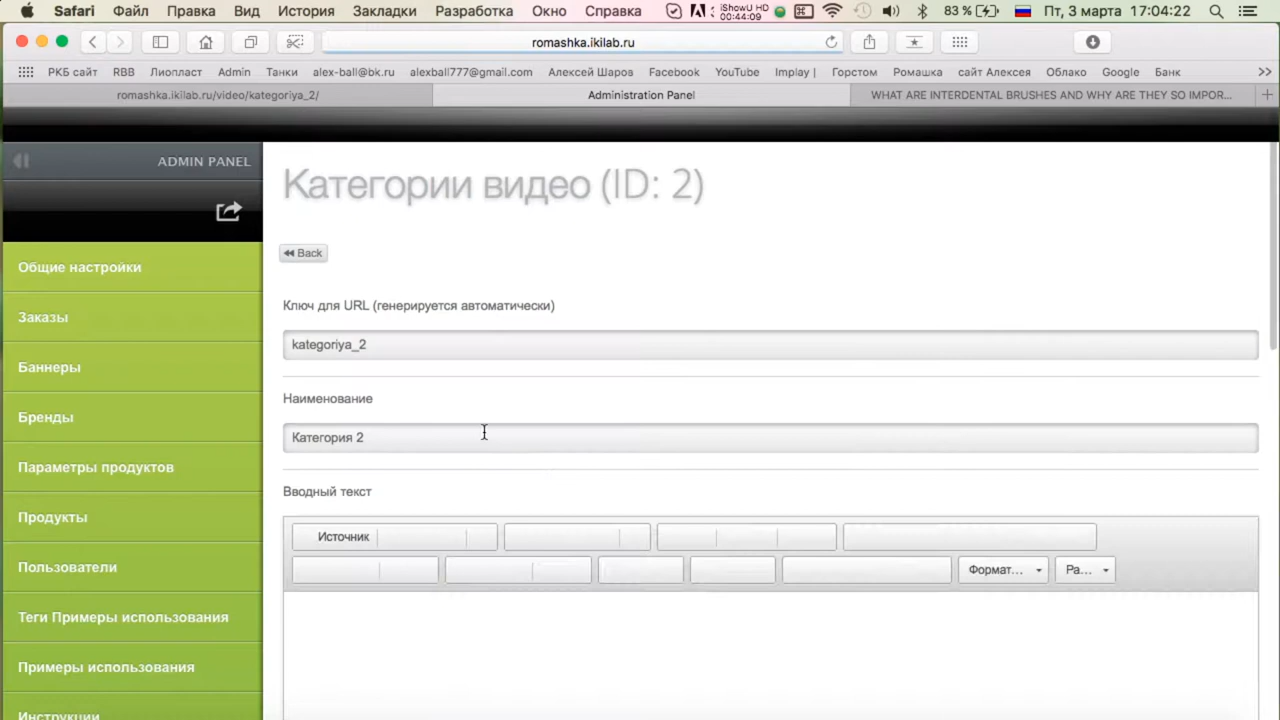 Safari Файл Правка Вид История Закладки Разработка Окно Справка iShowU HD 00:44:09 83 % Пт, 3 марта 17:04:22
romashka.ikilab.ru
РКБ сайт RBB Лиопласт Admin Танки alex-ball@bk.ru alexball777@gmail.com Алексей Шаров Facebook YouTube Implay | Горстом Ромашка сайт Алексея Облако Google Банк
romashka.ikilab.ru/video/kategoriya_2/ Administration Panel WHAT ARE INTERDENTAL BRUSHES AND WHY ARE THEY SO IMPOR...
ADMIN PANEL
Категории видео (ID: 2)
Back
Общие настройки
Ключ для URL (генерируется автоматически)
Заказы
kategoriya_2
Баннеры
Наименование
Бренды
Категория 2
Параметры продуктов
Вводный текст
Продукты
Источник
Пользователи
Формат... Ра...
Теги Примеры использования
Примеры использования
Инструкции